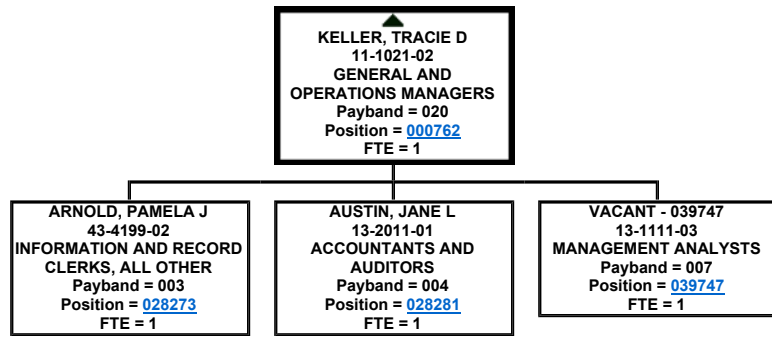 KELLER, TRACIE D
11-1021-02
GENERAL AND
OPERATIONS MANAGERS
Payband = 020
Position = 000762
FTE = 1
ARNOLD, PAMELA J
43-4199-02
INFORMATION AND RECORD
CLERKS, ALL OTHER
Payband = 003
Position = 028273
FTE = 1
AUSTIN, JANE L
13-2011-01
ACCOUNTANTS AND
AUDITORS
Payband = 004
Position = 028281
FTE = 1
VACANT - 039747
13-1111-03
MANAGEMENT ANALYSTS
Payband = 007
Position = 039747
FTE = 1